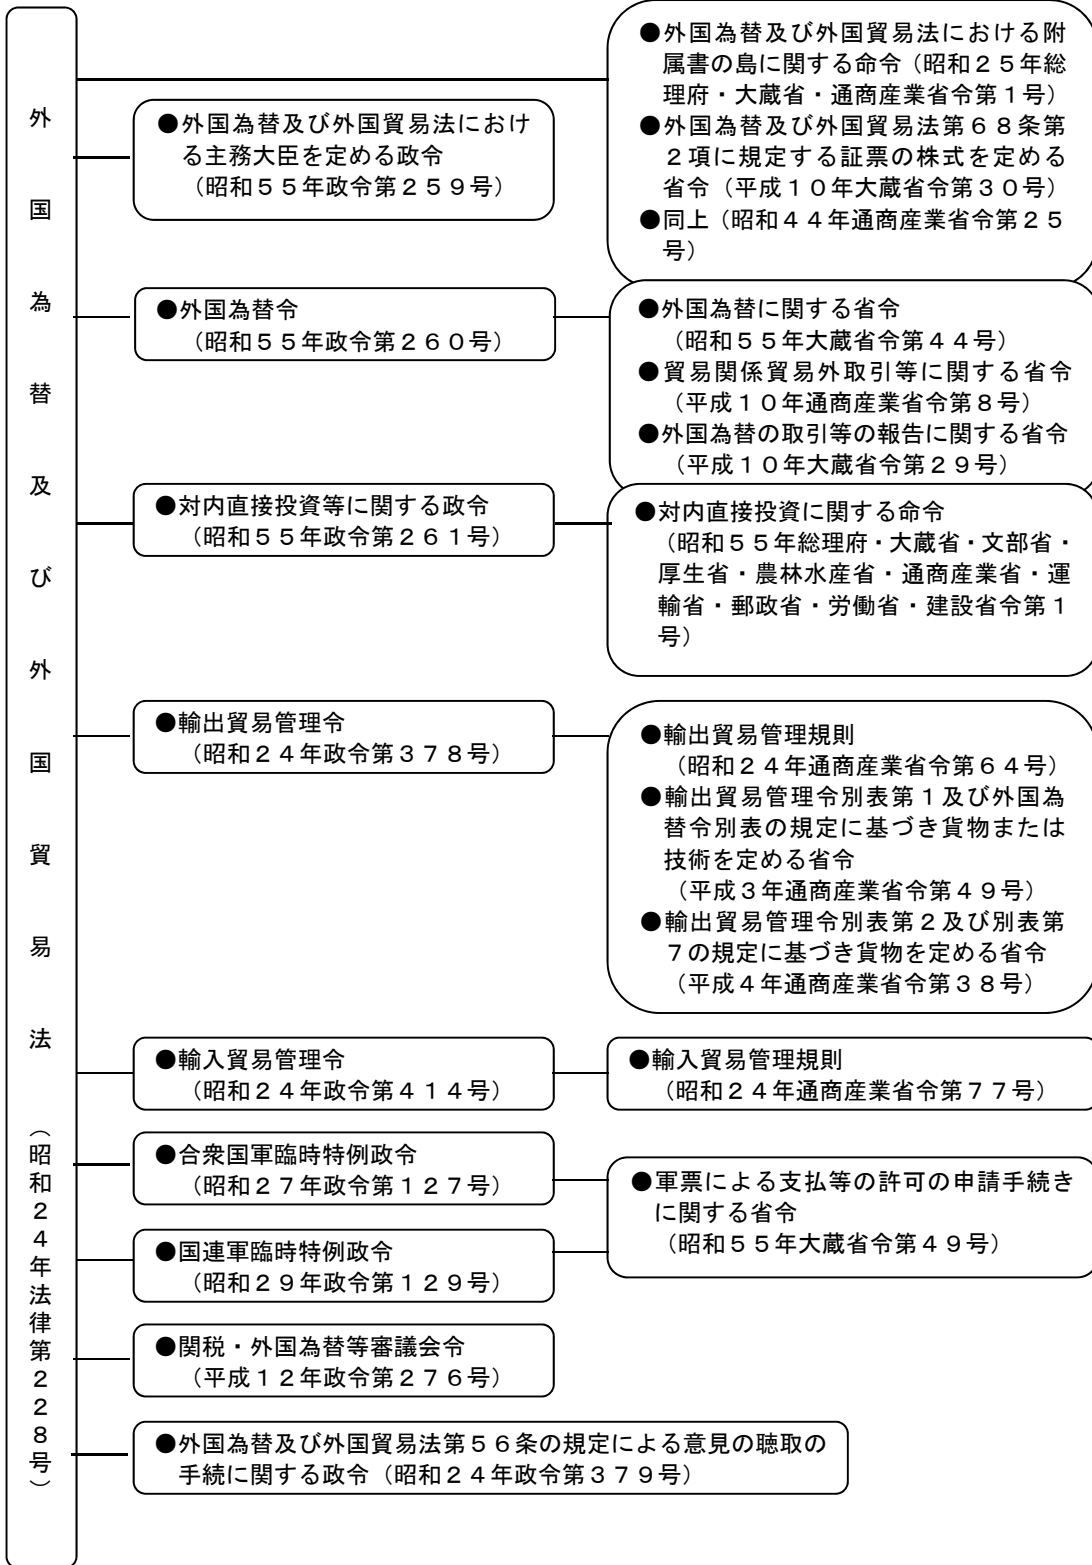 外国為替及び外国貿易法（昭和２４年法律第２２８号）
●外国為替及び外国貿易法における附
属書の島に関する命令（昭和２５年総
理府・大蔵省・通商産業省令第１号）
●外国為替及び外国貿易法第６８条第
２項に規定する証票の株式を定める
省令（平成１０年大蔵省令第３０号）
●同上（昭和４４年通商産業省令第２５
号）
●外国為替及び外国貿易法におけ
る主務大臣を定める政令
（昭和５５年政令第２５９号）
●外国為替令
（昭和５５年政令第２６０号）
●外国為替に関する省令
（昭和５５年大蔵省令第４４号）
●貿易関係貿易外取引等に関する省令
（平成１０年通商産業省令第８号）
●外国為替の取引等の報告に関する省令
（平成１０年大蔵省令第２９号）
●対内直接投資等に関する政令
（昭和５５年政令第２６１号）
●対内直接投資に関する命令
（昭和５５年総理府・大蔵省・文部省・
厚生省・農林水産省・通商産業省・運
輸省・郵政省・労働省・建設省令第１
号）
●輸出貿易管理令
（昭和２４年政令第３７８号）
●輸出貿易管理規則
（昭和２４年通商産業省令第６４号）
●輸出貿易管理令別表第１及び外国為
替令別表の規定に基づき貨物または
技術を定める省令
（平成３年通商産業省令第４９号）
●輸出貿易管理令別表第２及び別表第
７の規定に基づき貨物を定める省令
（平成４年通商産業省令第３８号）
●輸入貿易管理令
（昭和２４年政令第４１４号）
●輸入貿易管理規則
（昭和２４年通商産業省令第７７号）
●合衆国軍臨時特例政令
（昭和２７年政令第１２７号）
●国連軍臨時特例政令
（昭和２９年政令第１２９号）
●軍票による支払等の許可の申請手続き
に関する省令
（昭和５５年大蔵省令第４９号）
●関税・外国為替等審議会令
（平成１２年政令第２７６号）
●外国為替及び外国貿易法第５６条の規定による意見の聴取の
手続に関する政令（昭和２４年政令第３７９号）